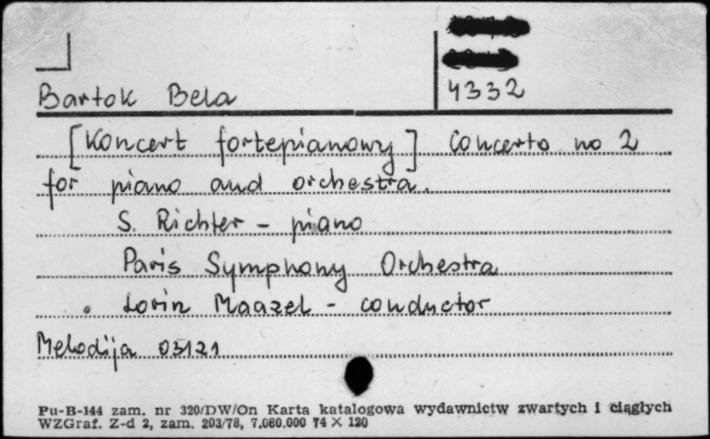 4332
Bartok Bela
[Koncert fortepianowy] Concerto no 2
for piano and orchestra.
S. Richter - piano
Paris Symphony Orchestra
Lorin Maazel - conductor
Melodija 05121
Pu-B-144 zam. nr 320/DW/On Karta katalogowa wydawnictw zwartych i ciągłych
WZGraf. Z-d 2, zam. 203/78, 7.080.000 74 X 120